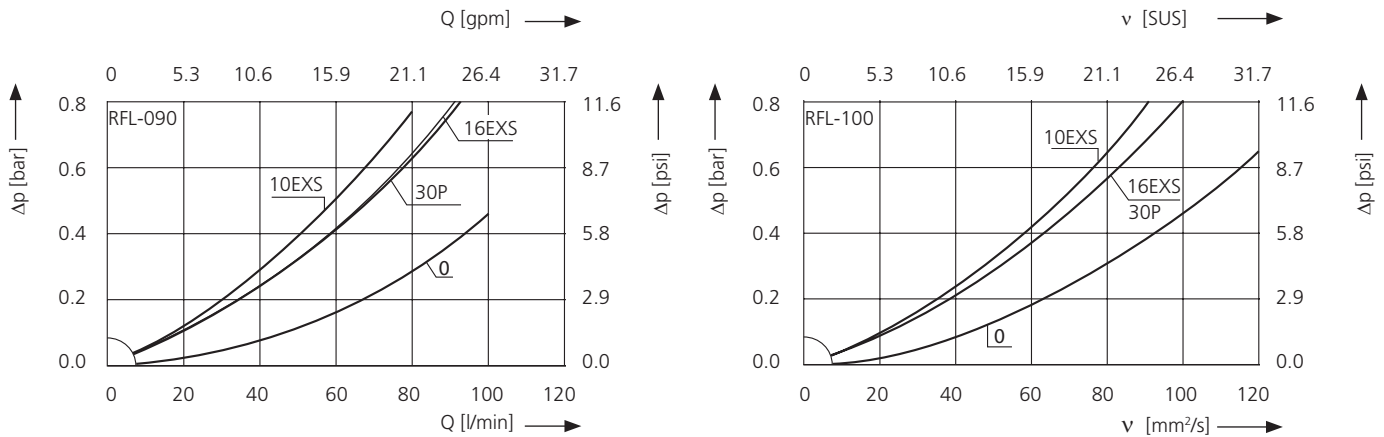 Q [gpm]
0 5.3 10.6 15.9 21.1 26.4 31.7
Δp [bar]
0.8
0.6
0.4
0.2
0.0
RFL-090
10EXS
16EXS
30P
0
11.6
8.7
5.8
2.9
0.0
Δp [psi]
0 20 40 60 80 100 120
Q [l/min]
ν [SUS]
0 5.3 10.6 15.9 21.1 26.4 31.7
Δp [bar]
0.8
0.6
0.4
0.2
0.0
RFL-100
10EXS
16EXS
30P
0
11.6
8.7
5.8
2.9
0.0
Δp [psi]
0 20 40 60 80 100 120
ν [mm²/s]